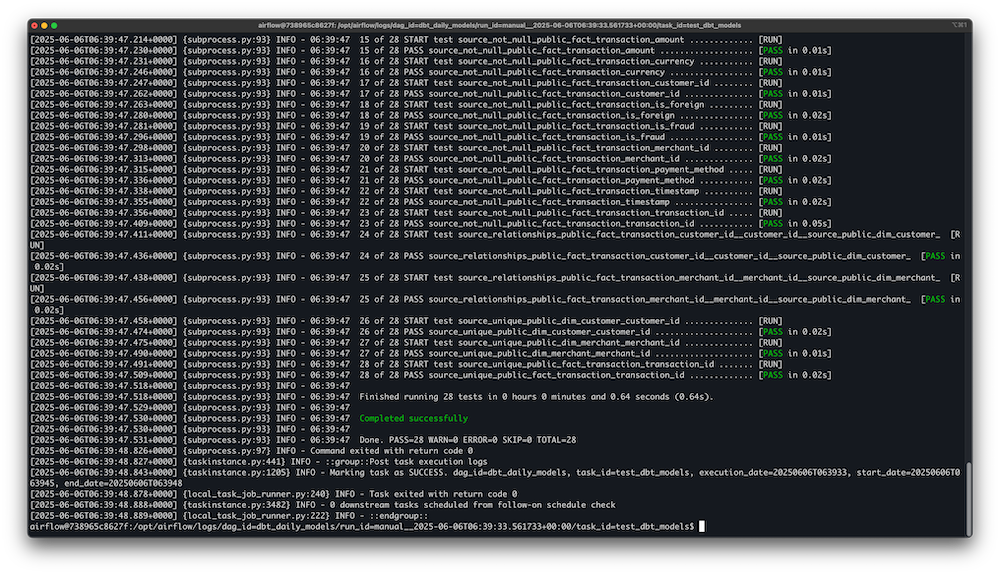 airflow@738965c8627f: /opt/airflow/logs/dag_id=dbt_daily_models/run_id=manual__2025-06-06T06:39:33.561733+00:00/task_id=test_dbt_models
⌥⌘1
[2025-06-06T06:39:47.214+0000] {subprocess.py:93} INFO - 06:39:47  15 of 28 START test source_not_null_public_fact_transaction_amount ............. [RUN]
[2025-06-06T06:39:47.230+0000] {subprocess.py:93} INFO - 06:39:47  15 of 28 PASS source_not_null_public_fact_transaction_amount ................... [PASS in 0.01s]
[2025-06-06T06:39:47.231+0000] {subprocess.py:93} INFO - 06:39:47  16 of 28 START test source_not_null_public_fact_transaction_currency ........... [RUN]
[2025-06-06T06:39:47.246+0000] {subprocess.py:93} INFO - 06:39:47  16 of 28 PASS source_not_null_public_fact_transaction_currency ................. [PASS in 0.01s]
[2025-06-06T06:39:47.247+0000] {subprocess.py:93} INFO - 06:39:47  17 of 28 START test source_not_null_public_fact_transaction_customer_id ........ [RUN]
[2025-06-06T06:39:47.262+0000] {subprocess.py:93} INFO - 06:39:47  17 of 28 PASS source_not_null_public_fact_transaction_customer_id .............. [PASS in 0.01s]
[2025-06-06T06:39:47.263+0000] {subprocess.py:93} INFO - 06:39:47  18 of 28 START test source_not_null_public_fact_transaction_is_foreign ......... [RUN]
[2025-06-06T06:39:47.280+0000] {subprocess.py:93} INFO - 06:39:47  18 of 28 PASS source_not_null_public_fact_transaction_is_foreign ............... [PASS in 0.02s]
[2025-06-06T06:39:47.281+0000] {subprocess.py:93} INFO - 06:39:47  19 of 28 START test source_not_null_public_fact_transaction_is_fraud ........... [RUN]
[2025-06-06T06:39:47.296+0000] {subprocess.py:93} INFO - 06:39:47  19 of 28 PASS source_not_null_public_fact_transaction_is_fraud ................. [PASS in 0.01s]
[2025-06-06T06:39:47.298+0000] {subprocess.py:93} INFO - 06:39:47  20 of 28 START test source_not_null_public_fact_transaction_merchant_id ........ [RUN]
[2025-06-06T06:39:47.313+0000] {subprocess.py:93} INFO - 06:39:47  20 of 28 PASS source_not_null_public_fact_transaction_merchant_id .............. [PASS in 0.02s]
[2025-06-06T06:39:47.315+0000] {subprocess.py:93} INFO - 06:39:47  21 of 28 START test source_not_null_public_fact_transaction_payment_method ..... [RUN]
[2025-06-06T06:39:47.336+0000] {subprocess.py:93} INFO - 06:39:47  21 of 28 PASS source_not_null_public_fact_transaction_payment_method ........... [PASS in 0.02s]
[2025-06-06T06:39:47.338+0000] {subprocess.py:93} INFO - 06:39:47  22 of 28 START test source_not_null_public_fact_transaction_timestamp .......... [RUN]
[2025-06-06T06:39:47.355+0000] {subprocess.py:93} INFO - 06:39:47  22 of 28 PASS source_not_null_public_fact_transaction_timestamp ................ [PASS in 0.02s]
[2025-06-06T06:39:47.356+0000] {subprocess.py:93} INFO - 06:39:47  23 of 28 START test source_not_null_public_fact_transaction_transaction_id ..... [RUN]
[2025-06-06T06:39:47.409+0000] {subprocess.py:93} INFO - 06:39:47  23 of 28 PASS source_not_null_public_fact_transaction_transaction_id ........... [PASS in 0.05s]
[2025-06-06T06:39:47.411+0000] {subprocess.py:93} INFO - 06:39:47  24 of 28 START test source_relationships_public_fact_transaction_customer_id__customer_id__source_public_dim_customer_  [R
UN]
[2025-06-06T06:39:47.436+0000] {subprocess.py:93} INFO - 06:39:47  24 of 28 PASS source_relationships_public_fact_transaction_customer_id__customer_id__source_public_dim_customer_  [PASS in
 0.02s]
[2025-06-06T06:39:47.438+0000] {subprocess.py:93} INFO - 06:39:47  25 of 28 START test source_relationships_public_fact_transaction_merchant_id__merchant_id__source_public_dim_merchant_  [R
UN]
[2025-06-06T06:39:47.456+0000] {subprocess.py:93} INFO - 06:39:47  25 of 28 PASS source_relationships_public_fact_transaction_merchant_id__merchant_id__source_public_dim_merchant_  [PASS in
 0.02s]
[2025-06-06T06:39:47.458+0000] {subprocess.py:93} INFO - 06:39:47  26 of 28 START test source_unique_public_dim_customer_customer_id .............. [RUN]
[2025-06-06T06:39:47.474+0000] {subprocess.py:93} INFO - 06:39:47  26 of 28 PASS source_unique_public_dim_customer_customer_id .................... [PASS in 0.02s]
[2025-06-06T06:39:47.475+0000] {subprocess.py:93} INFO - 06:39:47  27 of 28 START test source_unique_public_dim_merchant_merchant_id .............. [RUN]
[2025-06-06T06:39:47.490+0000] {subprocess.py:93} INFO - 06:39:47  27 of 28 PASS source_unique_public_dim_merchant_merchant_id .................... [PASS in 0.01s]
[2025-06-06T06:39:47.491+0000] {subprocess.py:93} INFO - 06:39:47  28 of 28 START test source_unique_public_fact_transaction_transaction_id ....... [RUN]
[2025-06-06T06:39:47.509+0000] {subprocess.py:93} INFO - 06:39:47  28 of 28 PASS source_unique_public_fact_transaction_transaction_id ............. [PASS in 0.02s]
[2025-06-06T06:39:47.518+0000] {subprocess.py:93} INFO - 06:39:47
[2025-06-06T06:39:47.518+0000] {subprocess.py:93} INFO - 06:39:47  Finished running 28 tests in 0 hours 0 minutes and 0.64 seconds (0.64s).
[2025-06-06T06:39:47.529+0000] {subprocess.py:93} INFO - 06:39:47
[2025-06-06T06:39:47.530+0000] {subprocess.py:93} INFO - 06:39:47  Completed successfully
[2025-06-06T06:39:47.530+0000] {subprocess.py:93} INFO - 06:39:47
[2025-06-06T06:39:47.531+0000] {subprocess.py:93} INFO - 06:39:47  Done. PASS=28 WARN=0 ERROR=0 SKIP=0 TOTAL=28
[2025-06-06T06:39:48.826+0000] {subprocess.py:97} INFO - Command exited with return code 0
[2025-06-06T06:39:48.827+0000] {taskinstance.py:441} INFO - ::group::Post task execution logs
[2025-06-06T06:39:48.843+0000] {taskinstance.py:1205} INFO - Marking task as SUCCESS. dag_id=dbt_daily_models, task_id=test_dbt_models, execution_date=20250606T063933, start_date=20250606T0
63945, end_date=20250606T063948
[2025-06-06T06:39:48.878+0000] {local_task_job_runner.py:240} INFO - Task exited with return code 0
[2025-06-06T06:39:48.888+0000] {taskinstance.py:3482} INFO - 0 downstream tasks scheduled from follow-on schedule check
[2025-06-06T06:39:48.889+0000] {local_task_job_runner.py:222} INFO - ::endgroup::
airflow@738965c8627f:/opt/airflow/logs/dag_id=dbt_daily_models/run_id=manual__2025-06-06T06:39:33.561733+00:00/task_id=test_dbt_models$